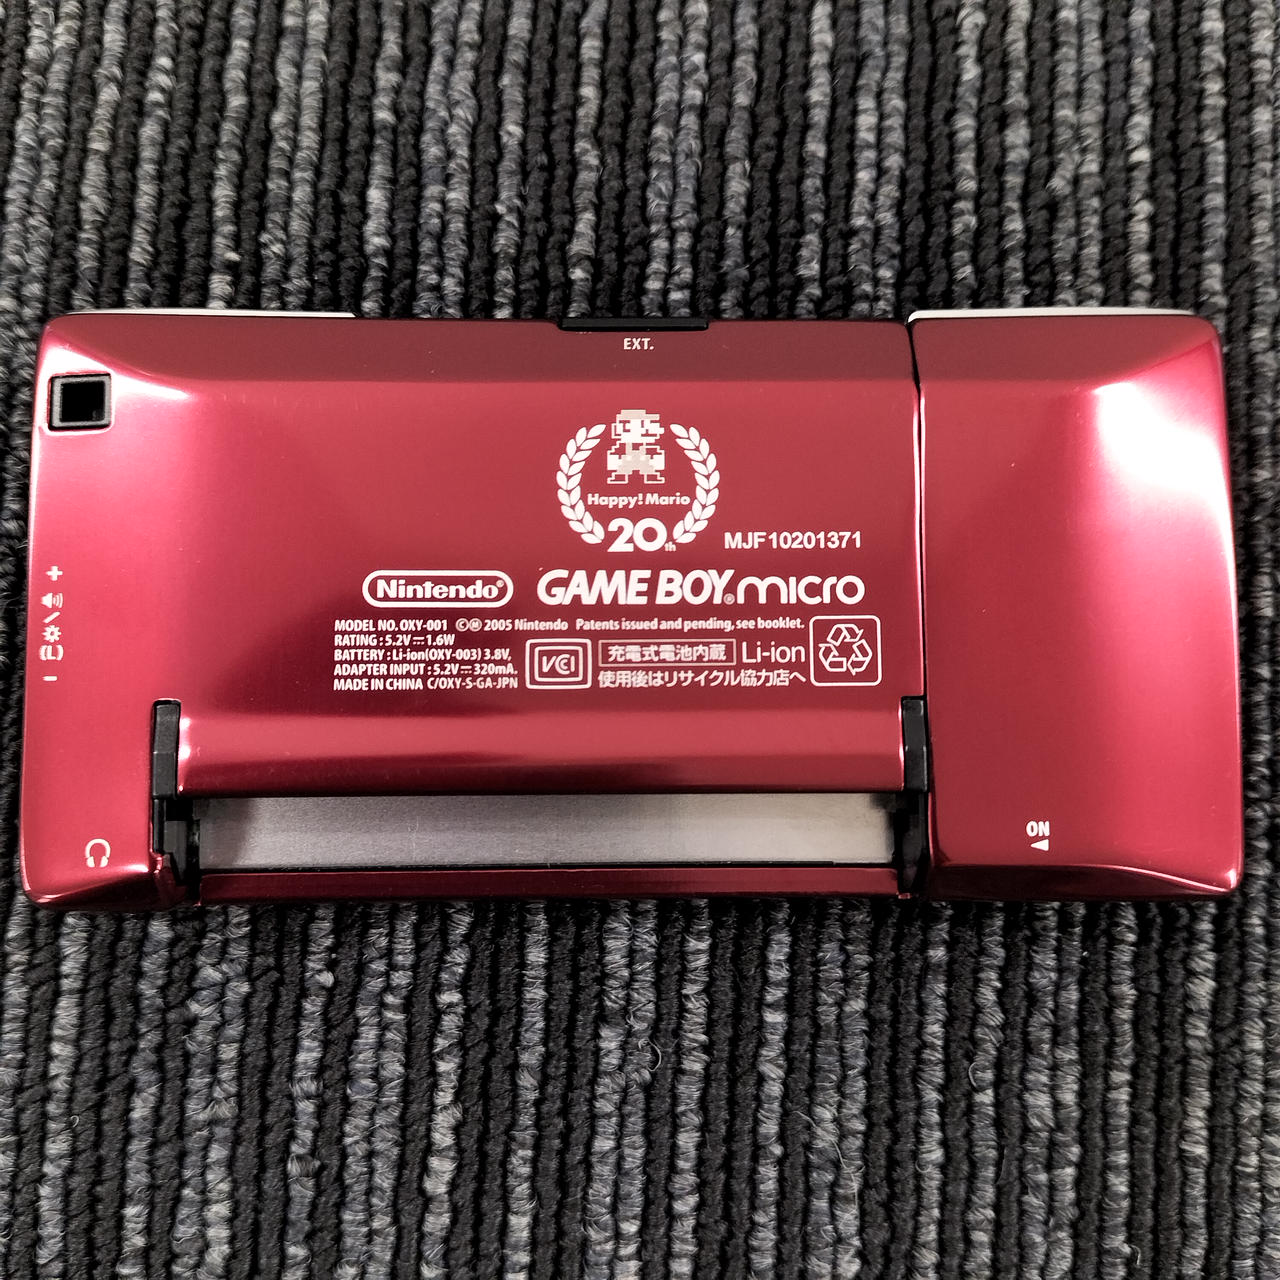 EXT.
Happy! Mario
20th
MJF10201371
Nintendo® GAME BOY® micro
MODEL NO. OXY-001 ©Ⓜ 2005 Nintendo Patents issued and pending, see booklet.
RATING : 5.2V⎓1.6W
BATTERY : Li-ion(OXY-003) 3.8V,
ADAPTER INPUT : 5.2V⎓320mA.
MADE IN CHINA C/OXY-S-GA-JPN
VCI
充電式電池内蔵 Li-ion
使用後はリサイクル協力店へ
+
(L)
−
ON